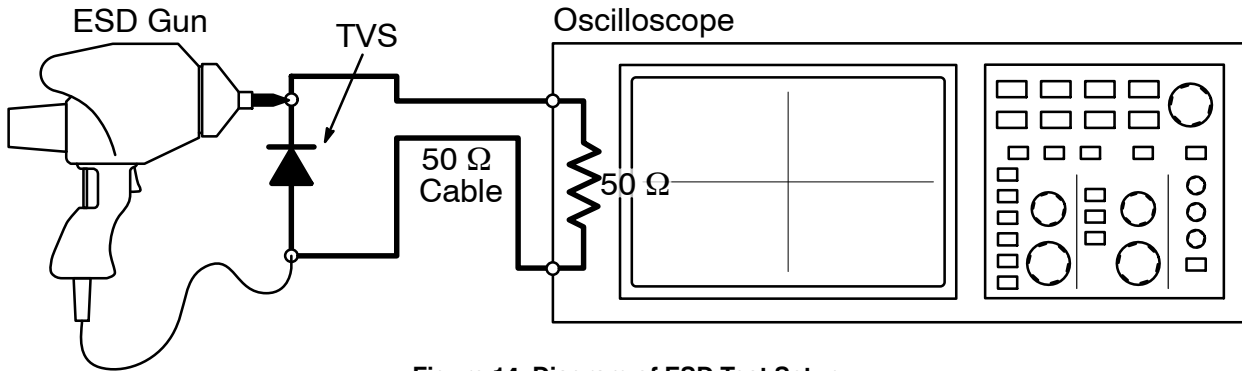 ESD Gun
TVS
Oscilloscope
50 Ω
Cable
50 Ω